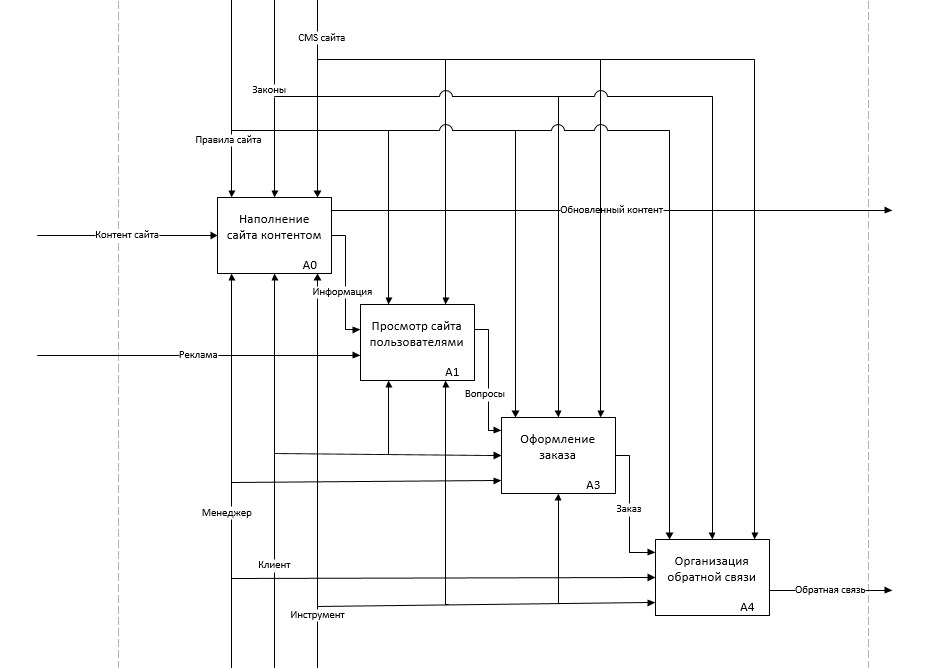 CMS сайта
Законы
Правила сайта
Наполнение
сайта контентом
A0
Обновленный контент
Контент сайта
Информация
Просмотр сайта
пользователями
A1
Реклама
Вопросы
Оформление
заказа
A3
Менеджер
Заказ
Клиент
Организация
обратной связи
A4
Обратная связь
Инструмент